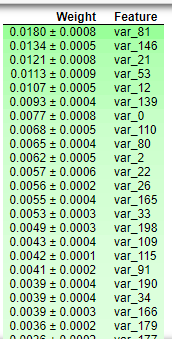 Weight Feature
0.0180 ± 0.0008 var_81
0.0134 ± 0.0005 var_146
0.0121 ± 0.0008 var_21
0.0113 ± 0.0009 var_53
0.0107 ± 0.0005 var_12
0.0093 ± 0.0004 var_139
0.0077 ± 0.0008 var_0
0.0068 ± 0.0005 var_110
0.0065 ± 0.0004 var_80
0.0062 ± 0.0005 var_2
0.0057 ± 0.0006 var_22
0.0056 ± 0.0002 var_26
0.0055 ± 0.0004 var_165
0.0053 ± 0.0003 var_33
0.0049 ± 0.0003 var_198
0.0043 ± 0.0004 var_109
0.0042 ± 0.0001 var_115
0.0041 ± 0.0002 var_91
0.0039 ± 0.0004 var_190
0.0039 ± 0.0004 var_34
0.0039 ± 0.0003 var_166
0.0036 ± 0.0002 var_179